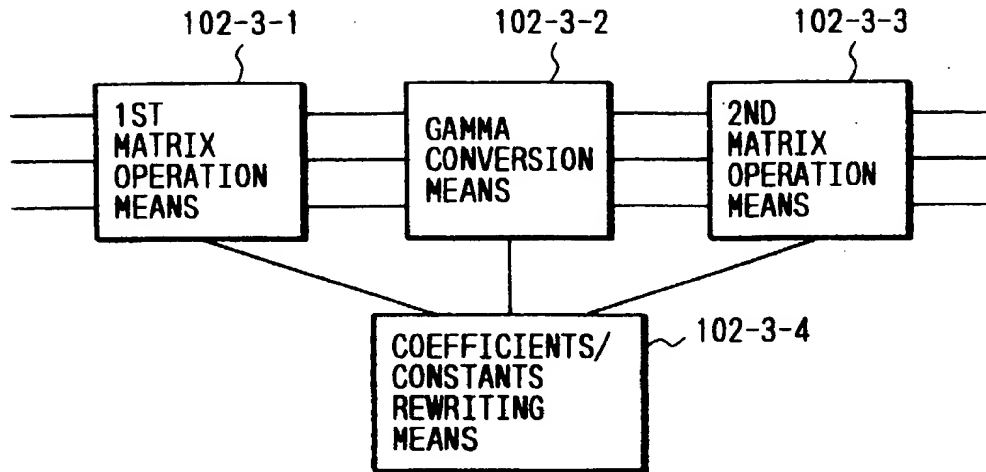 102-3-1
102-3-2
102-3-3
1ST
MATRIX
OPERATION
MEANS
GAMMA
CONVERSION
MEANS
2ND
MATRIX
OPERATION
MEANS
102-3-4
COEFFICIENTS/
CONSTANTS
REWRITING
MEANS